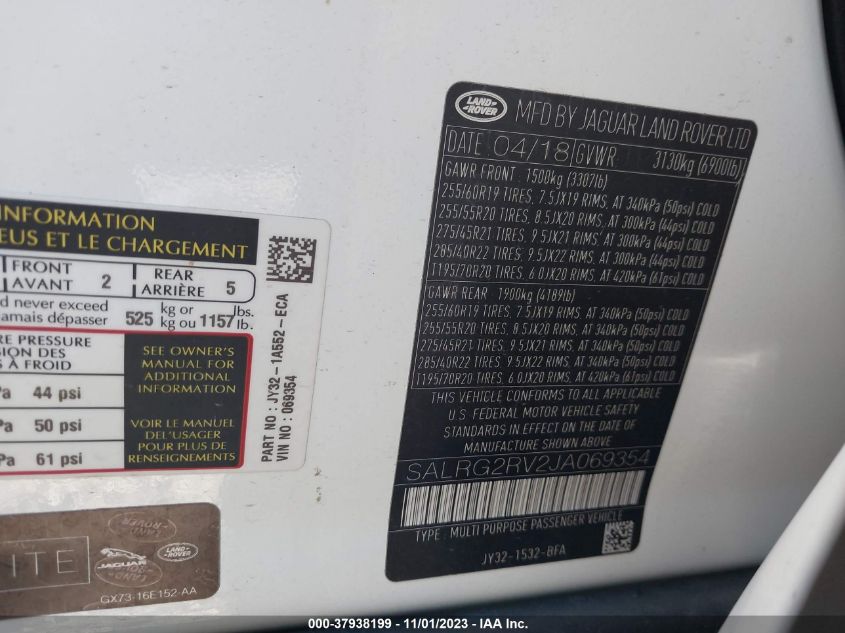 LAND ROVER
MFD BY JAGUAR LAND ROVER LTD
DATE 04/18 GVWR 3130kg (6900lb)
GAWR FRONT : 1500kg (3307lb)
255/60R19 TIRES, 7.5JX19 RIMS, AT 340kPa (50psi) COLD
255/55R20 TIRES, 8.5JX20 RIMS, AT 300kPa (44psi) COLD
275/45R21 TIRES, 9.5JX21 RIMS, AT 300kPa (44psi) COLD
285/40R22 TIRES, 9.5JX22 RIMS, AT 300kPa (44psi) COLD
T195/70R20 TIRES, 6.0JX20 RIMS, AT 420kPa (61psi) COLD
GAWR REAR : 1900kg (4189lb)
255/60R19 TIRES, 7.5JX19 RIMS, AT 340kPa (50psi) COLD
255/55R20 TIRES, 8.5JX20 RIMS, AT 340kPa (50psi) COLD
275/45R21 TIRES, 9.5JX21 RIMS, AT 340kPa (50psi) COLD
285/40R22 TIRES, 9.5JX22 RIMS, AT 340kPa (50psi) COLD
T195/70R20 TIRES, 6.0JX20 RIMS, AT 420kPa (61psi) COLD
THIS VEHICLE CONFORMS TO ALL APPLICABLE
U.S. FEDERAL MOTOR VEHICLE SAFETY
STANDARDS IN EFFECT ON THE DATE OF
MANUFACTURE SHOWN ABOVE
SALRG2RV2JA069354
TYPE : MULTI PURPOSE PASSENGER VEHICLE
JY32-1532-BFA
INFORMATION
EUS ET LE CHARGEMENT
FRONT 2 REAR 5
AVANT ARRIÈRE
d never exceed 525 kg or 1157 lbs.
amais dépasser kg ou lb.
RE PRESSURE
SION DES
À FROID
Pa 44 psi
Pa 50 psi
Pa 61 psi
SEE OWNER'S
MANUAL FOR
ADDITIONAL
INFORMATION
VOIR LE MANUEL
DEL'USAGER
POUR PLUS DE
RENSEIGNEMENTS
PART NO : JY32-1A552-ECA
VIN NO : 069354
ITE
LAND ROVER
JAGUAR
LAND ROVER
GX73-16E152-AA
000-37938199 - 11/01/2023 - IAA Inc.